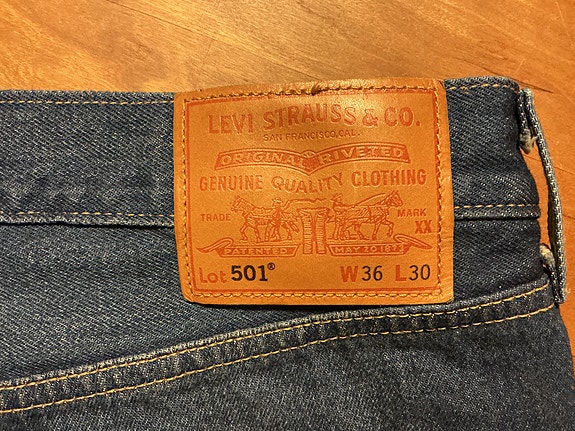 LEVI STRAUSS & CO.
SAN FRANCISCO, CAL.
ORIGINAL RIVETED
GENUINE QUALITY CLOTHING
TRADE MARK
XX
PATENTED MAY 20 1873
Lot 501® W36 L30